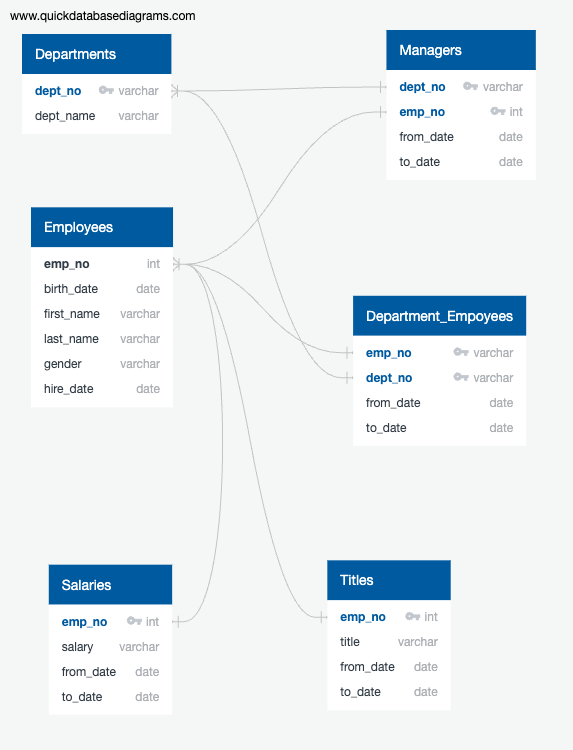 www.quickdatabasediagrams.com
Departments
dept_no varchar
dept_name varchar
Managers
dept_no varchar
emp_no int
from_date date
to_date date
Employees
emp_no int
birth_date date
first_name varchar
last_name varchar
gender varchar
hire_date date
Department_Empoyees
emp_no varchar
dept_no varchar
from_date date
to_date date
Salaries
emp_no int
salary varchar
from_date date
to_date date
Titles
emp_no int
title varchar
from_date date
to_date date